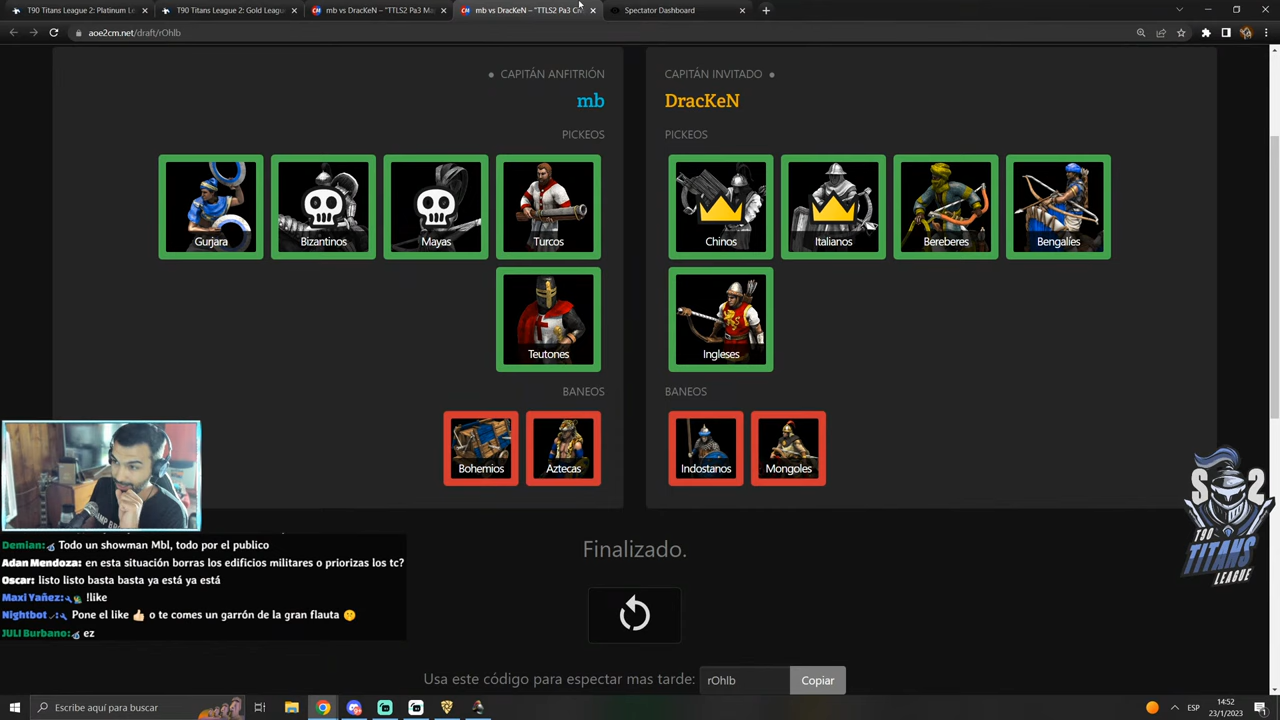 T90 Titans League 2: Platinum Le
T90 Titans League 2: Gold Leagu
mb vs DracKeN – "TTLS2 Pa3 Ma
mb vs DracKeN – "TTLS2 Pa3 Ci
Spectator Dashboard
aoe2cm.net/draft/rOhlb
CAPITÁN ANFITRIÓN
mb
PICKEOS
Gurjara
Bizantinos
Mayas
Turcos
Teutones
BANEOS
Bohemios
Aztecas
CAPITÁN INVITADO
DracKeN
PICKEOS
Chinos
Italianos
Bereberes
Bengalíes
Ingleses
BANEOS
Indostanos
Mongoles
Demian: Todo un showman Mbl, todo por el publico
Adan Mendoza: en esta situación borras los edificios militares o priorizas los tc?
Oscar: listo listo basta basta ya está ya está
Maxi Yañez: !like
Nightbot: Pone el like 👍🏻 o te comes un garrón de la gran flauta 🤫
JULI Burbano: ez
Finalizado.
Usa este código para espectar mas tarde:
rOhlb
Copiar
S2
T90
TITANS
LEAGUE
Escribe aquí para buscar
ESP
14:52
23/1/2023